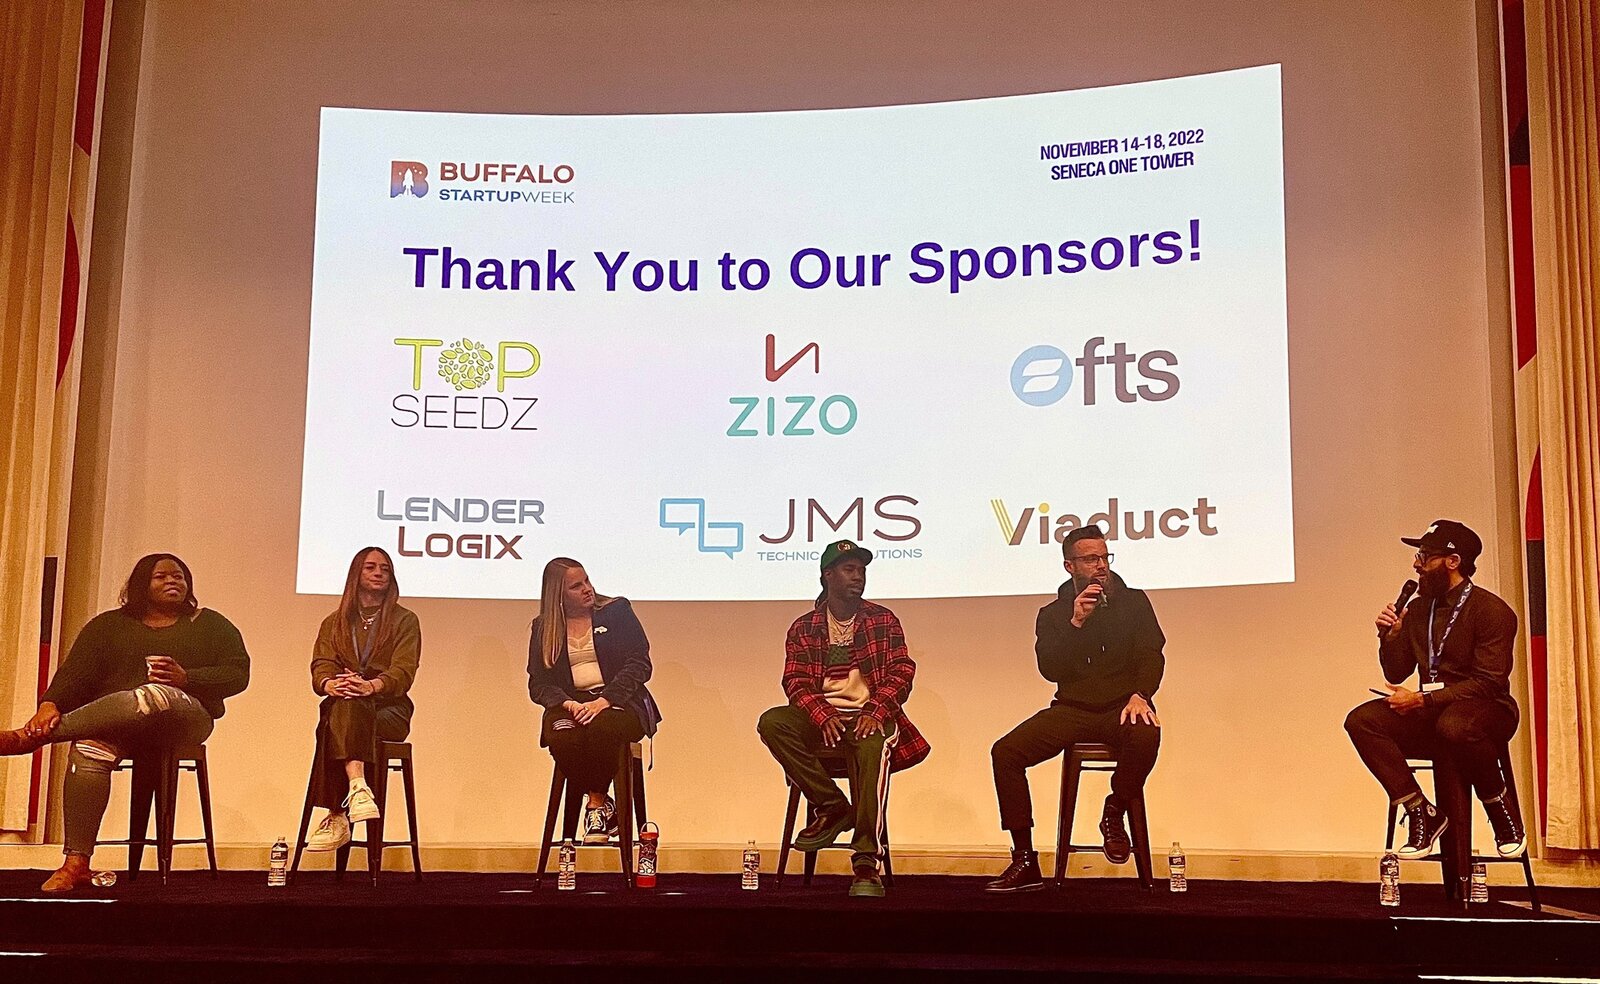 BUFFALO
STARTUPWEEK
NOVEMBER 14-18, 2022
SENECA ONE TOWER
Thank You to Our Sponsors!
TOP
SEEDZ
ZIZO
fts
LENDER
LOGIX
JMS
Viaduct